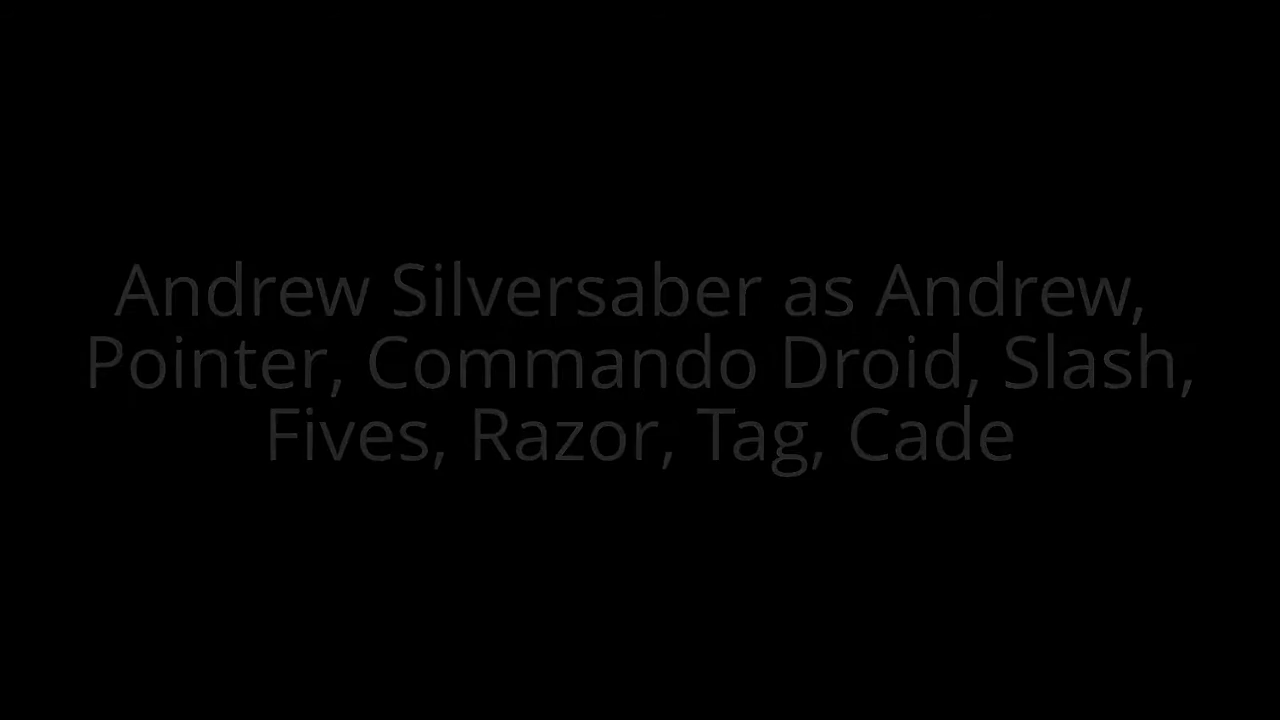 Andrew Silversaber as Andrew,
Pointer, Commando Droid, Slash,
Fives, Razor, Tag, Cade